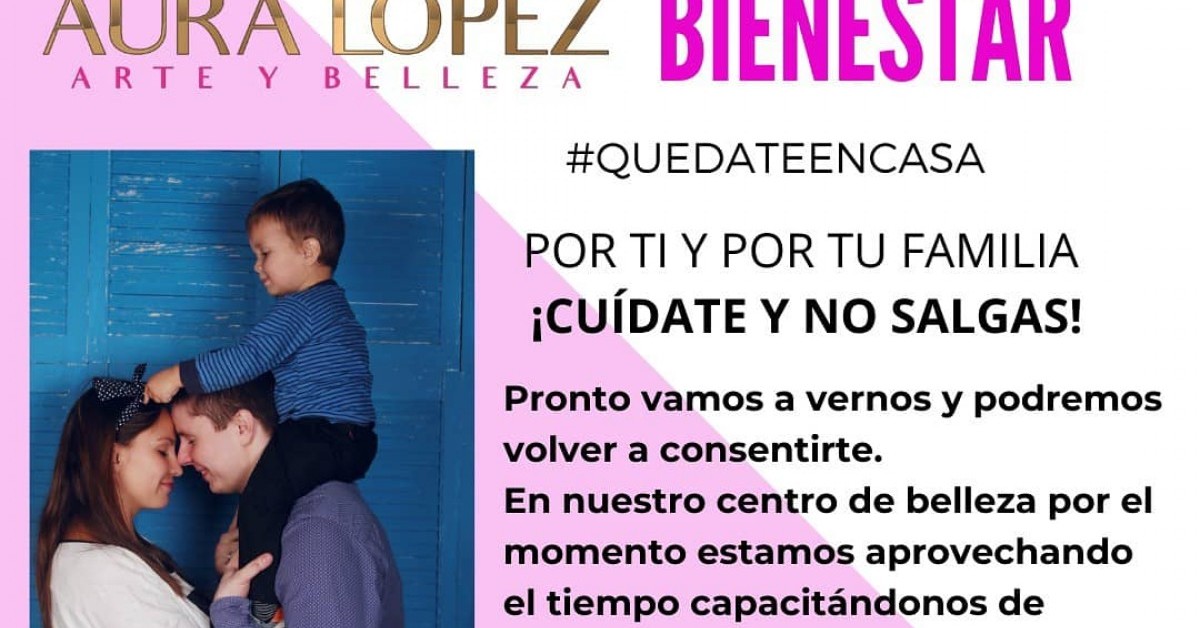 AURA LOPEZ
ARTE Y BELLEZA
BIENESTAR
#QUEDATEENCASA
POR TI Y POR TU FAMILIA
¡CUÍDATE Y NO SALGAS!
Pronto vamos a vernos y podremos
volver a consentirte.
En nuestro centro de belleza por el
momento estamos aprovechando
el tiempo capacitándonos de